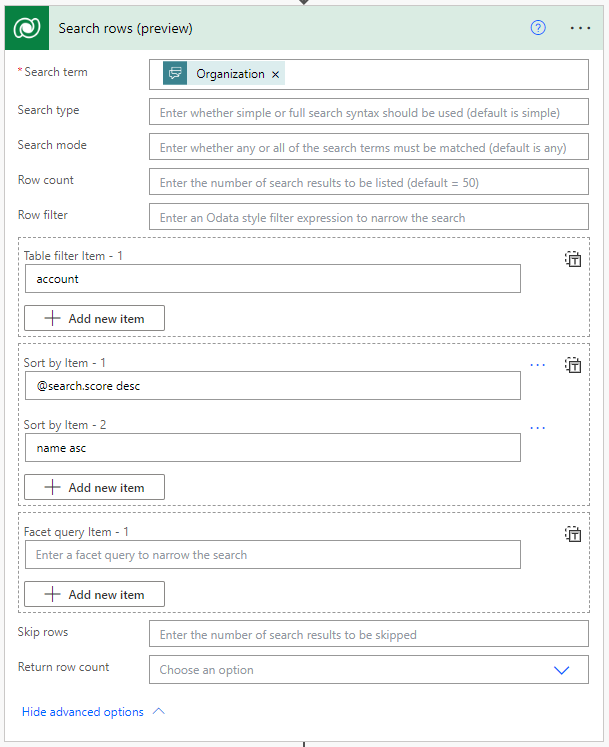 Search rows (preview)
* Search term
Organization ×
Search type
Enter whether simple or full search syntax should be used (default is simple)
Search mode
Enter whether any or all of the search terms must be matched (default is any)
Row count
Enter the number of search results to be listed (default = 50)
Row filter
Enter an Odata style filter expression to narrow the search
Table filter Item - 1
account
Add new item
Sort by Item - 1
@search.score desc
Sort by Item - 2
name asc
Add new item
Facet query Item - 1
Enter a facet query to narrow the search
Add new item
Skip rows
Enter the number of search results to be skipped
Return row count
Choose an option
Hide advanced options